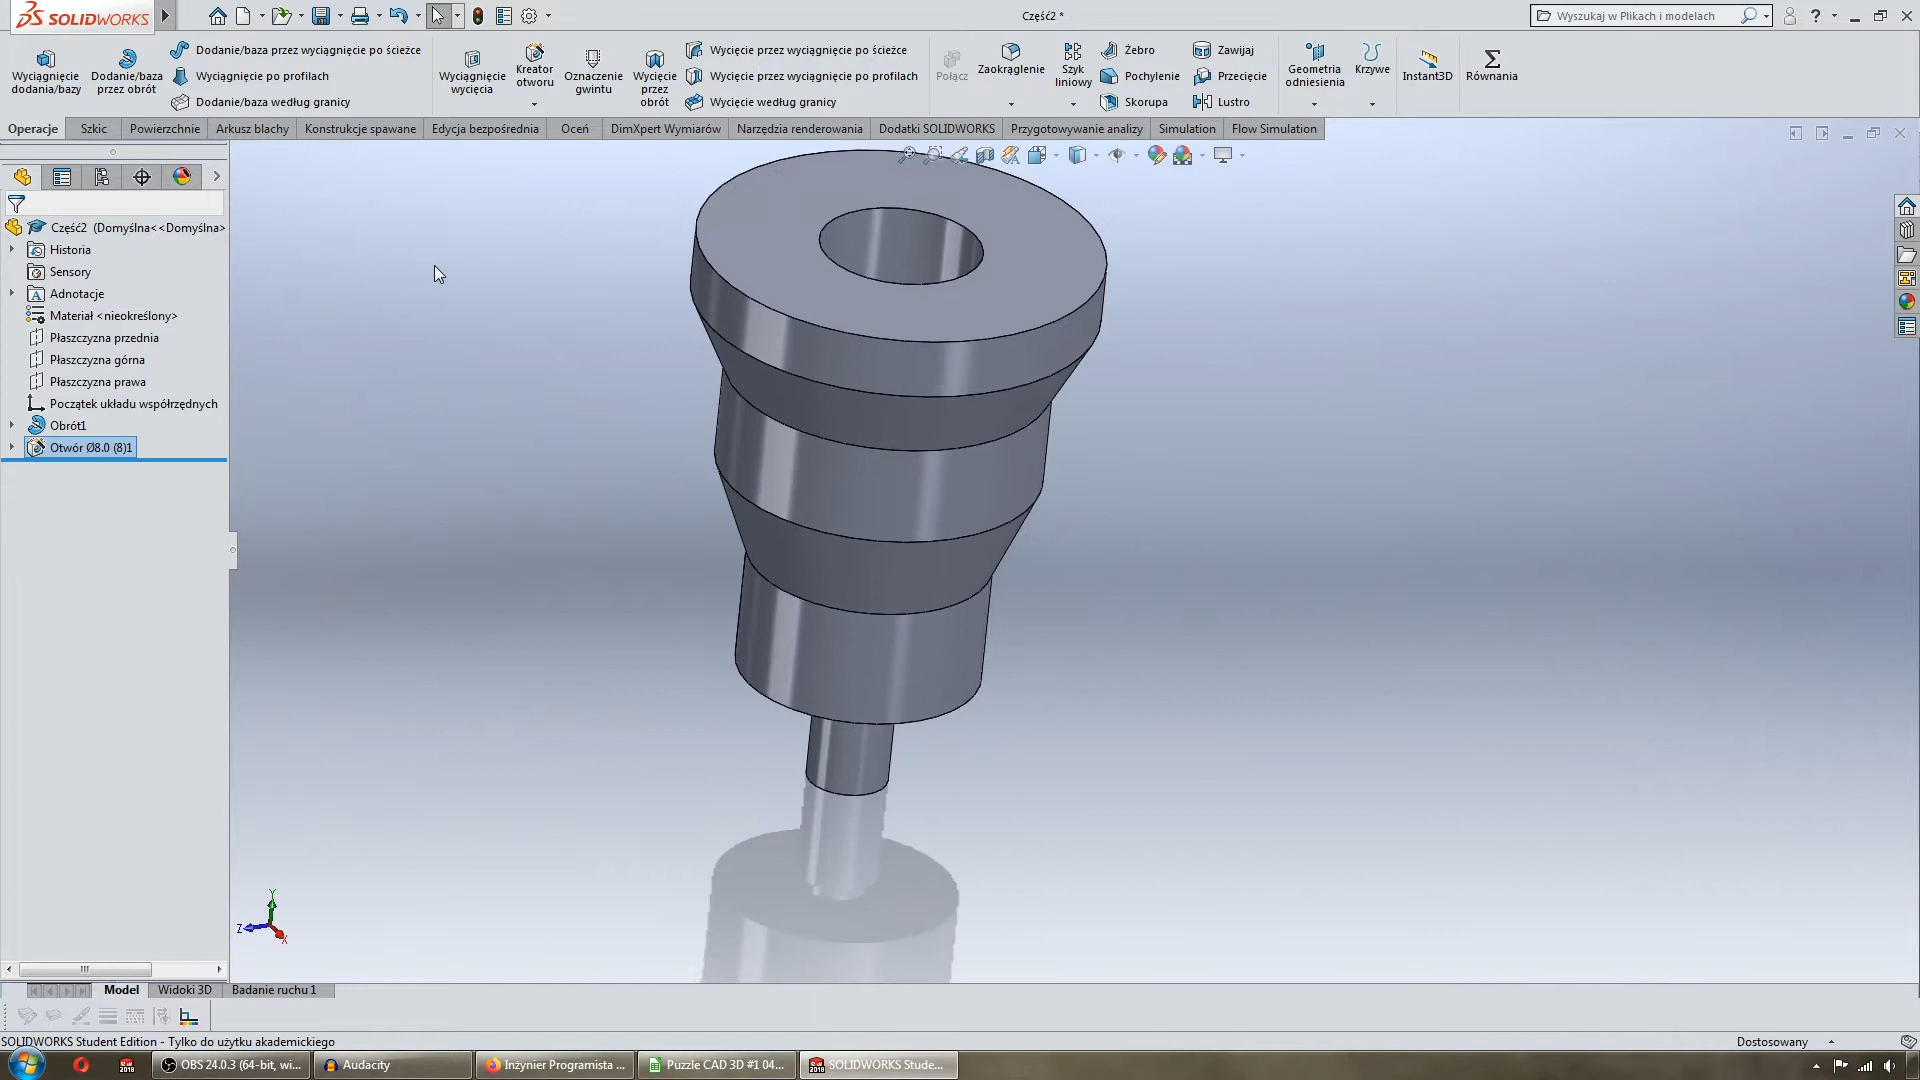 SOLIDWORKS
Część2 *
Wyszukaj w Plikach i modelach
?
Wyciągnięcie dodania/bazy
Dodanie/baza przez obrót
Dodanie/baza przez wyciągnięcie po ścieżce
Wyciągnięcie po profilach
Dodanie/baza według granicy
Wyciągnięcie wycięcia
Kreator otworu
Oznaczenie gwintu
Wycięcie przez obrót
Wycięcie przez wyciągnięcie po ścieżce
Wycięcie przez wyciągnięcie po profilach
Wycięcie według granicy
Połącz
Zaokrąglenie
Szyk liniowy
Żebro
Pochylenie
Skorupa
Zawijaj
Przecięcie
Lustro
Geometria odniesienia
Krzywe
Instant3D
Równania
Operacje
Szkic
Powierzchnie
Arkusz blachy
Konstrukcje spawane
Edycja bezpośrednia
Oceń
DimXpert Wymiarów
Narzędzia renderowania
Dodatki SOLIDWORKS
Przygotowywanie analizy
Simulation
Flow Simulation
Część2 (Domyślna<<Domyślna>
Historia
Sensory
Adnotacje
Materiał <nieokreślony>
Płaszczyzna przednia
Płaszczyzna górna
Płaszczyzna prawa
Początek układu współrzędnych
Obrót1
Otwór Ø8.0 (8)1
Y
Z
X
Model
Widoki 3D
Badanie ruchu 1
SOLIDWORKS Student Edition - Tylko do użytku akademickiego
Dostosowany
OBS 24.0.3 (64-bit, wi...
Audacity
Inżynier Programista ...
Puzzle CAD 3D #1 04...
SOLIDWORKS Stude...